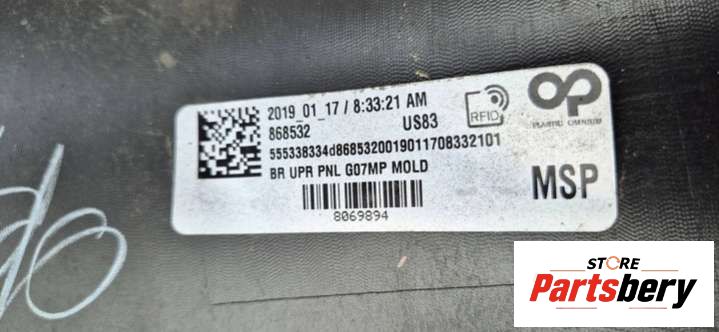 2019_01_17 / 8:33:21 AM
868532
US83
RFID
PLASTIC OMNIUM
555338334d8685320019011708332101
BR UPR PNL G07MP MOLD
MSP
8069894
STORE
Partsbery